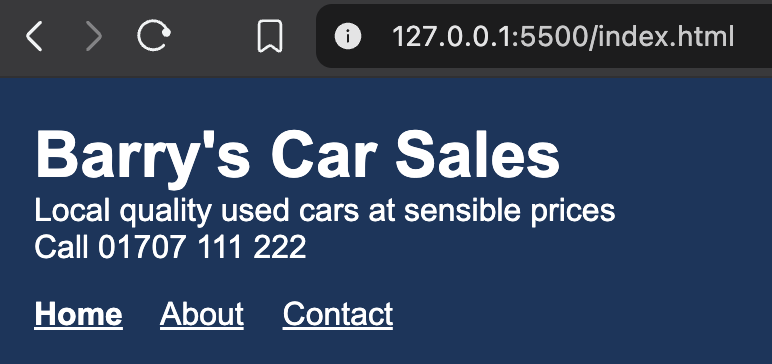 127.0.0.1:5500/index.html
Barry's Car Sales
Local quality used cars at sensible prices
Call 01707 111 222
Home About Contact